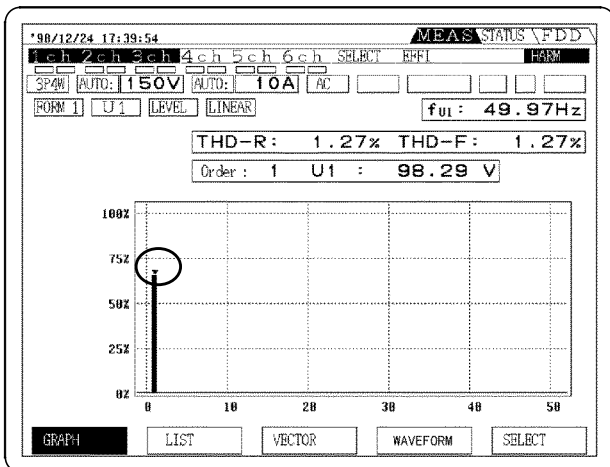 '98/12/24 17:39:54 MEAS STATUS FDD
1ch 2ch 3ch 4ch 5ch 6ch SELECT EFFI HARM
3P4W AUTO: 150V AUTO: 10A AC
FORM 1 U1 LEVEL LINEAR fU1: 49.97Hz
THD-R: 1.27% THD-F: 1.27%
Order: 1 U1 : 98.29 V
100%
75%
50%
25%
0%
0 10 20 30 40 50
GRAPH LIST VECTOR WAVEFORM SELECT